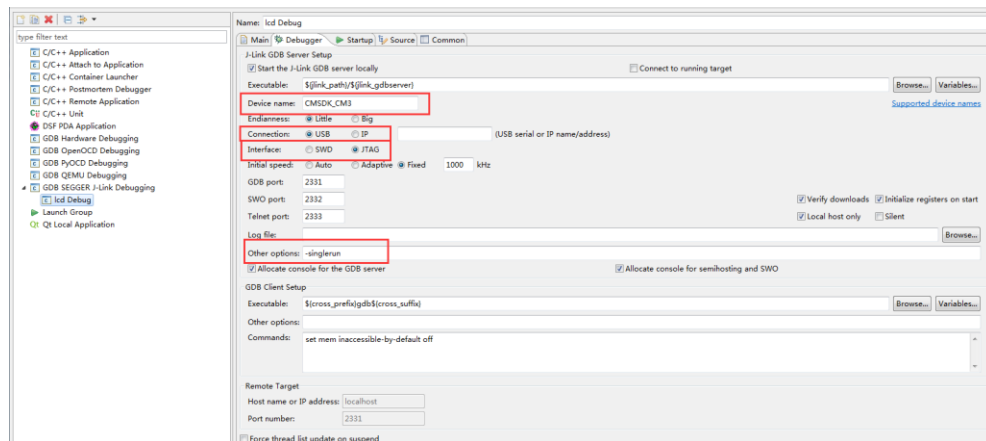 Name: lcd Debug
type filter text
C/C++ Application
C/C++ Attach to Application
C/C++ Container Launcher
C/C++ Postmortem Debugger
C/C++ Remote Application
C/C++ Unit
DSF PDA Application
GDB Hardware Debugging
GDB OpenOCD Debugging
GDB PyOCD Debugging
GDB QEMU Debugging
GDB SEGGER J-Link Debugging
lcd Debug
Launch Group
Qt Local Application
Main Debugger Startup Source Common
J-Link GDB Server Setup
Start the J-Link GDB server locally Connect to running target
Executable: ${jlink_path}/${jlink_gdbserver} Browse... Variables...
Device name: CMSDK_CM3 Supported device names
Endianness: Little Big
Connection: USB IP (USB serial or IP name/address)
Interface: SWD JTAG
Initial speed: Auto Adaptive Fixed 1000 kHz
GDB port: 2331
SWO port: 2332 Verify downloads Initialize registers on start
Telnet port: 2333 Local host only Silent
Log file: Browse...
Other options: -singlerun
Allocate console for the GDB server Allocate console for semihosting and SWO
GDB Client Setup
Executable: ${cross_prefix}gdb${cross_suffix} Browse... Variables...
Other options:
Commands: set mem inaccessible-by-default off
Remote Target
Host name or IP address: localhost
Port number: 2331
Force thread list update on suspend